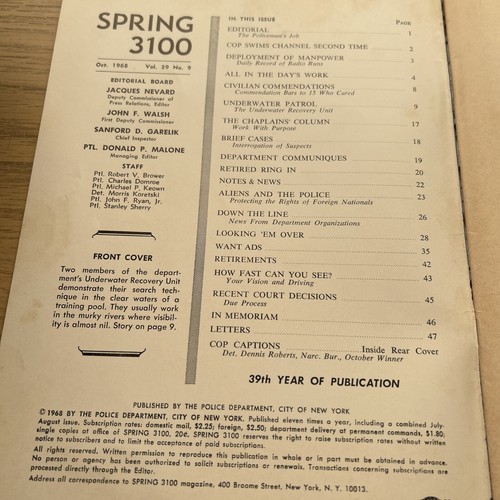 SPRING
3100
Oct. 1968 Vol. 39 No. 9
EDITORIAL BOARD
JACQUES NEVARD
Deputy Commissioner of
Press Relations, Editor
JOHN F. WALSH
First Deputy Commissioner
SANFORD D. GARELIK
Chief Inspector
PTL. DONALD P. MALONE
Managing Editor
STAFF
Ptl. Robert V. Brower
Ptl. Charles Domroe
Ptl. Michael P. Keown
Det. Morris Koretski
Ptl. John F. Ryan, Jr.
Ptl. Stanley Sherry
FRONT COVER
Two members of the depart-
ment's Underwater Recovery Unit
demonstrate their search tech-
nique in the clear waters of a
training pool. They usually work
in the murky rivers where visibil-
ity is almost nil. Story on page 9.
IN THIS ISSUE Page
EDITORIAL 1
The Policeman's Job
COP SWIMS CHANNEL SECOND TIME 2
DEPLOYMENT OF MANPOWER 3
Daily Record of Radio Runs
ALL IN THE DAY'S WORK 4
CIVILIAN COMMENDATIONS 8
Commendation Bars to 15 Who Cared
UNDERWATER PATROL 9
The Underwater Recovery Unit
THE CHAPLAINS' COLUMN 17
Work With Purpose
BRIEF CASES 18
Interrogation of Suspects
DEPARTMENT COMMUNIQUES 19
RETIRED RING IN 20
NOTES & NEWS 22
ALIENS AND THE POLICE 23
Protecting the Rights of Foreign Nationals
DOWN THE LINE 26
News From Department Organizations
LOOKING 'EM OVER 28
WANT ADS 35
RETIREMENTS 42
HOW FAST CAN YOU SEE? 43
Your Vision and Driving
RECENT COURT DECISIONS 45
Due Process
IN MEMORIAM 46
LETTERS 47
COP CAPTIONS Inside Rear Cover
Det. Dennis Roberts, Narc. Bur., October Winner
39th YEAR OF PUBLICATION
PUBLISHED BY THE POLICE DEPARTMENT, CITY OF NEW YORK
© 1968 BY THE POLICE DEPARTMENT, CITY OF NEW YORK. Published eleven times a year, including a combined July-
August issue. Subscription rates: domestic mail, $2.25; foreign, $2.50; department delivery at permanent commands, $1.80;
single copies at office of SPRING 3100, 20¢. SPRING 3100 reserves the right to raise subscription rates without written
notice to subscribers and to limit the acceptance of paid subscriptions.
All rights reserved. Written permission to reproduce this publication in whole or in part must be obtained in advance.
No person or agency has been authorized to solicit subscriptions or renewals. Transactions concerning subscriptions are
processed directly through the Editor.
Address all correspondence to SPRING 3100 magazine, 400 Broome Street, New York, N. Y. 10013.